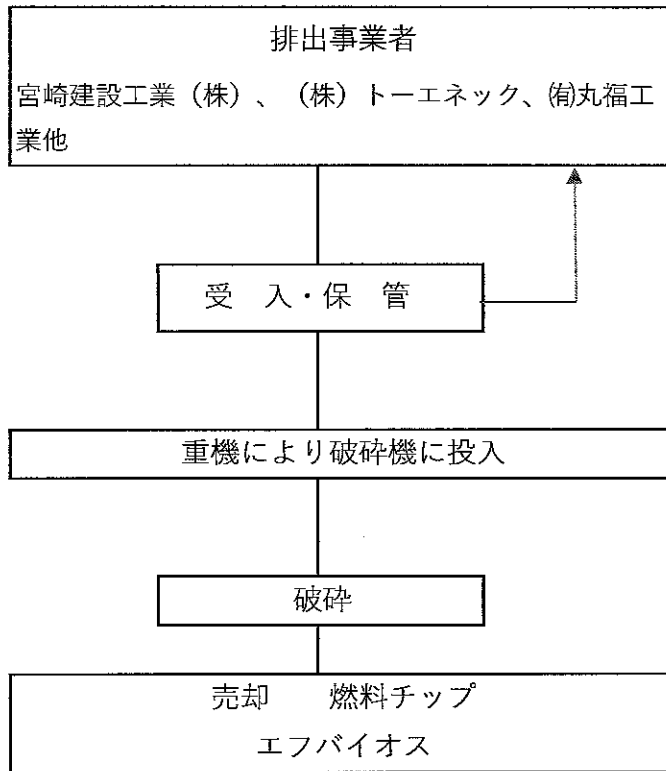 排出事業者
宮崎建設工業（株）、（株）トーエネック、㈲丸福工
業他
受　入・保　管
重機により破砕機に投入
破砕
売却　　燃料チップ
エフバイオス